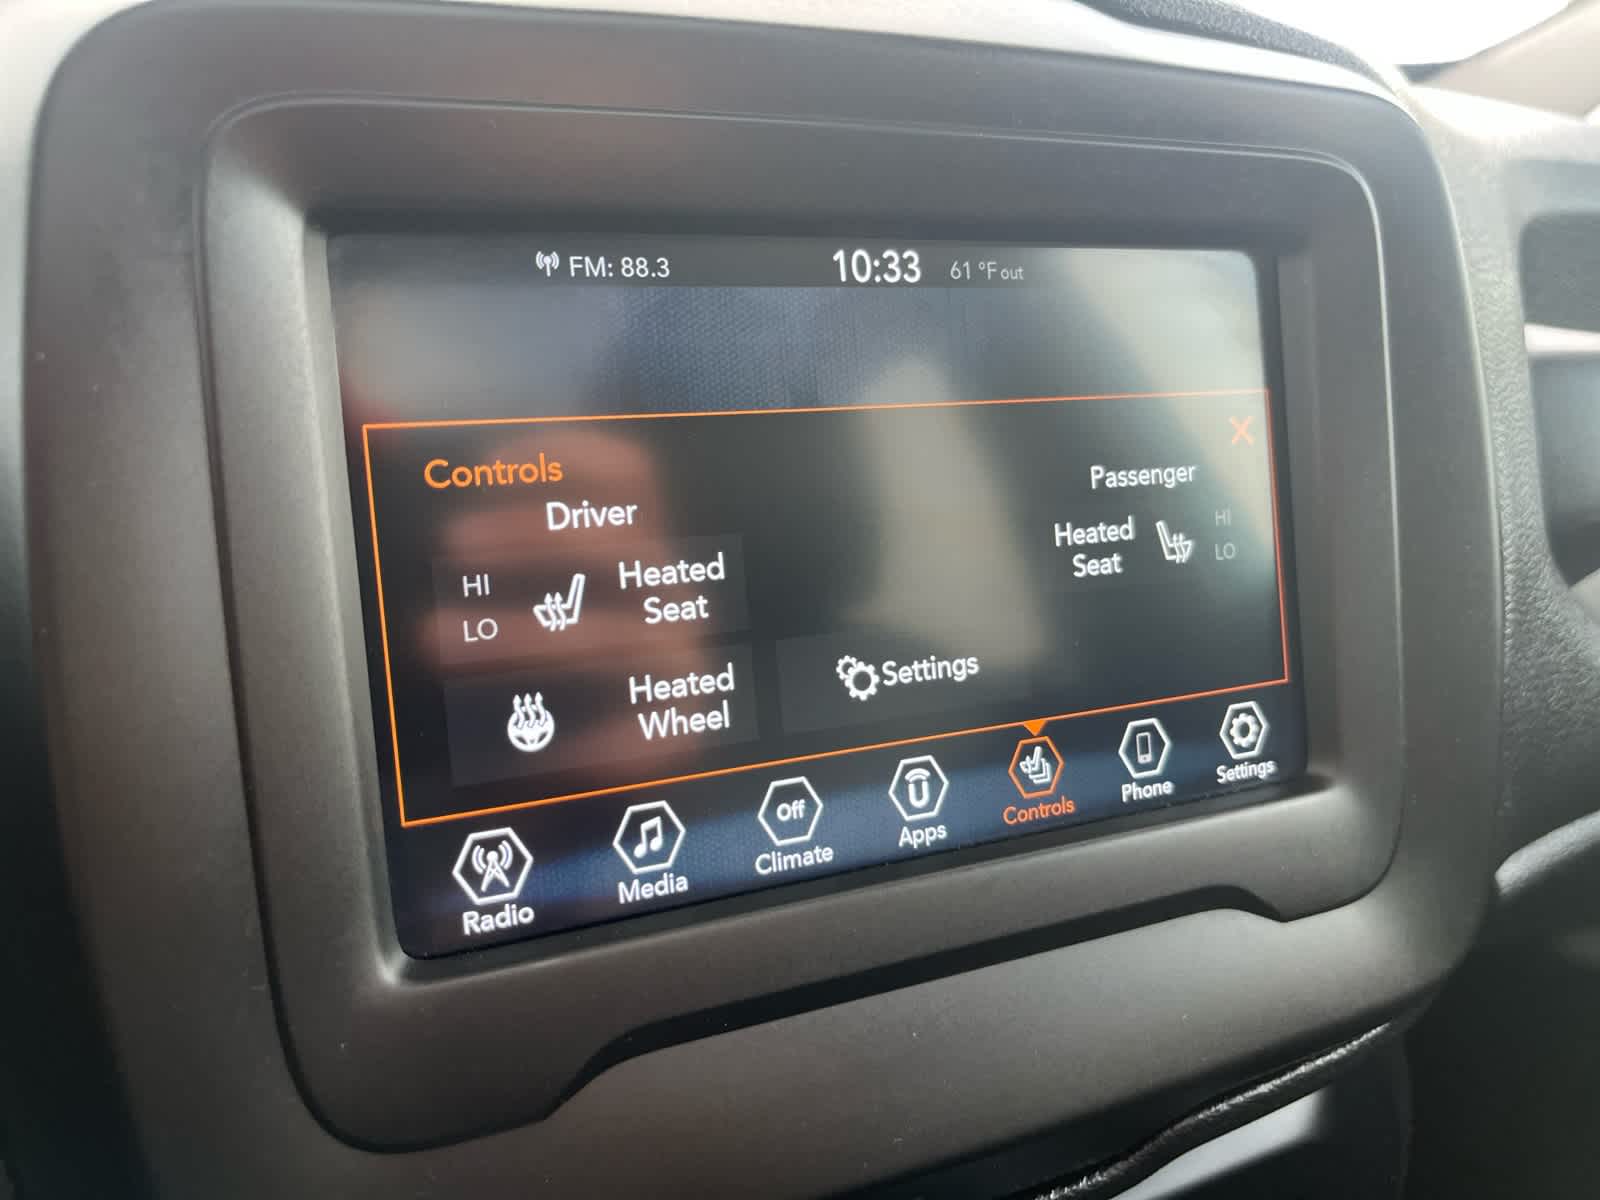 FM: 88.3
10:33
61 °F out
Controls
Driver
HI
LO
Heated
Seat
Heated
Wheel
Settings
Passenger
Heated
Seat
HI
LO
X
Radio
Media
Off
Climate
Apps
Controls
Phone
Settings